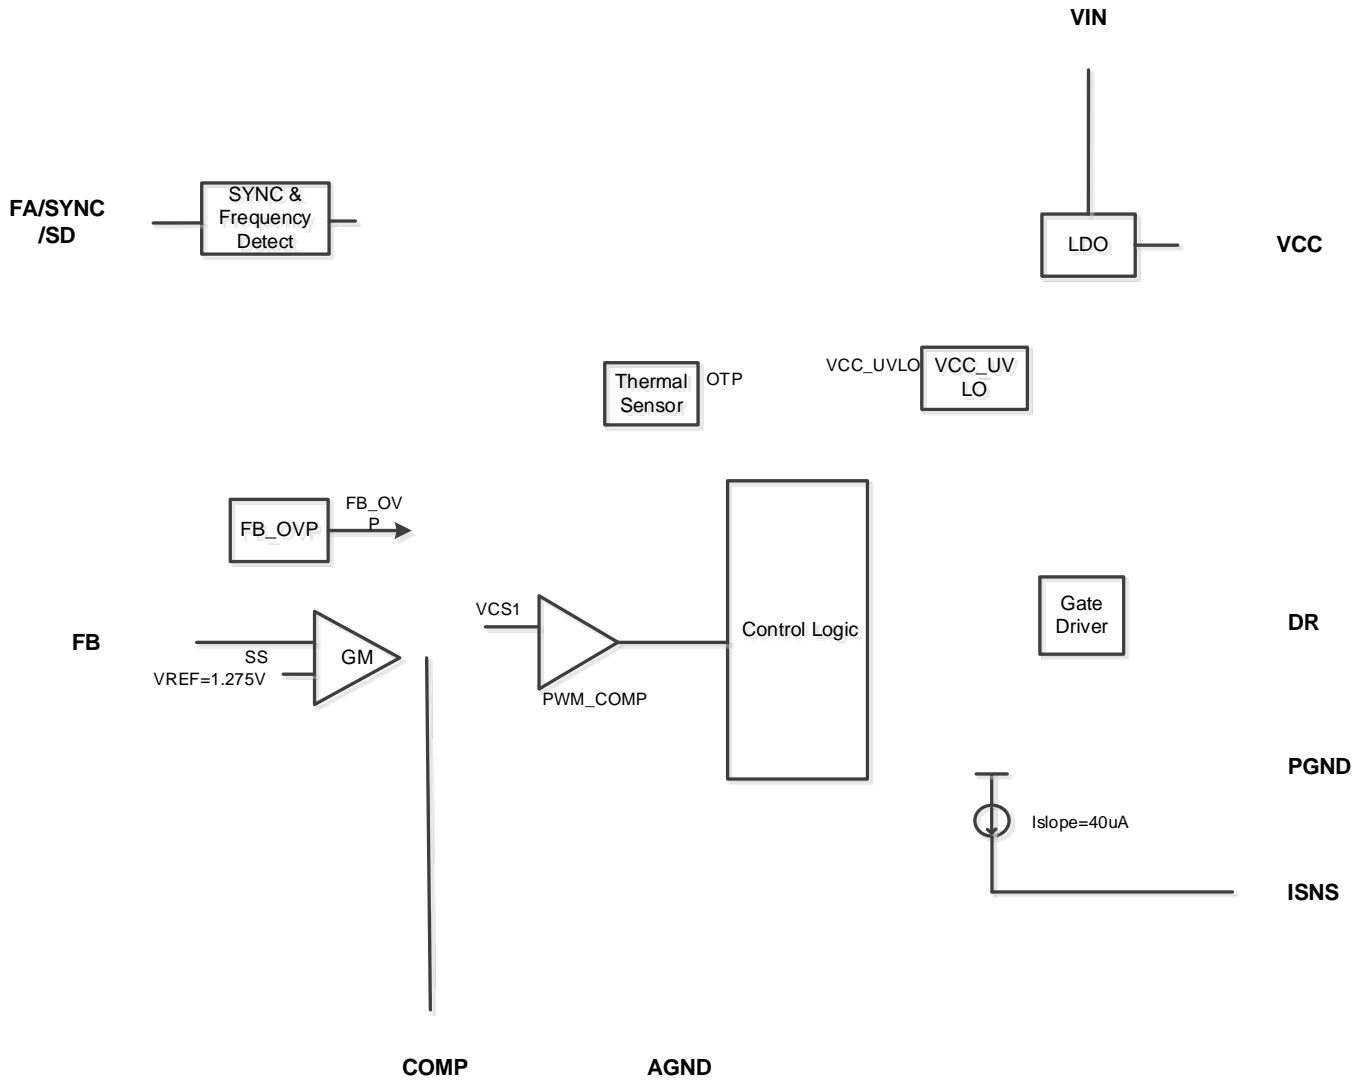 VIN
SYNC &
Frequency
Detect
FA/SYNC
/SD
LDO
VCC
VCC_UVLO
VCC_UV
LO
Thermal
Sensor
OTP
FB_OVP
FB_OV
P
VCS1
Gate
Driver
Control Logic
DR
FB
SS
GM
VREF=1.275V
PWM_COMP
PGND
Islope=40uA
ISNS
COMP
AGND